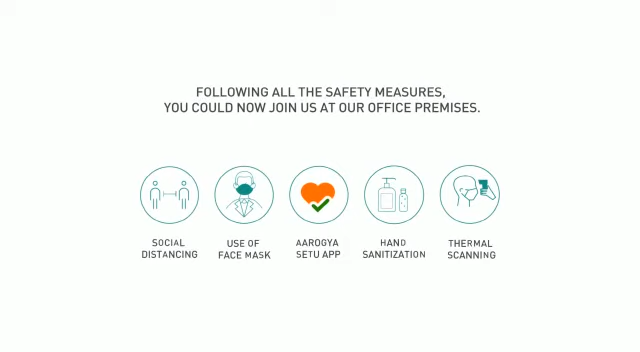 FOLLOWING ALL THE SAFETY MEASURES,
YOU COULD NOW JOIN US AT OUR OFFICE PREMISES.
SOCIAL
DISTANCING
USE OF
FACE MASK
AAROGYA
SETU APP
HAND
SANITIZATION
THERMAL
SCANNING